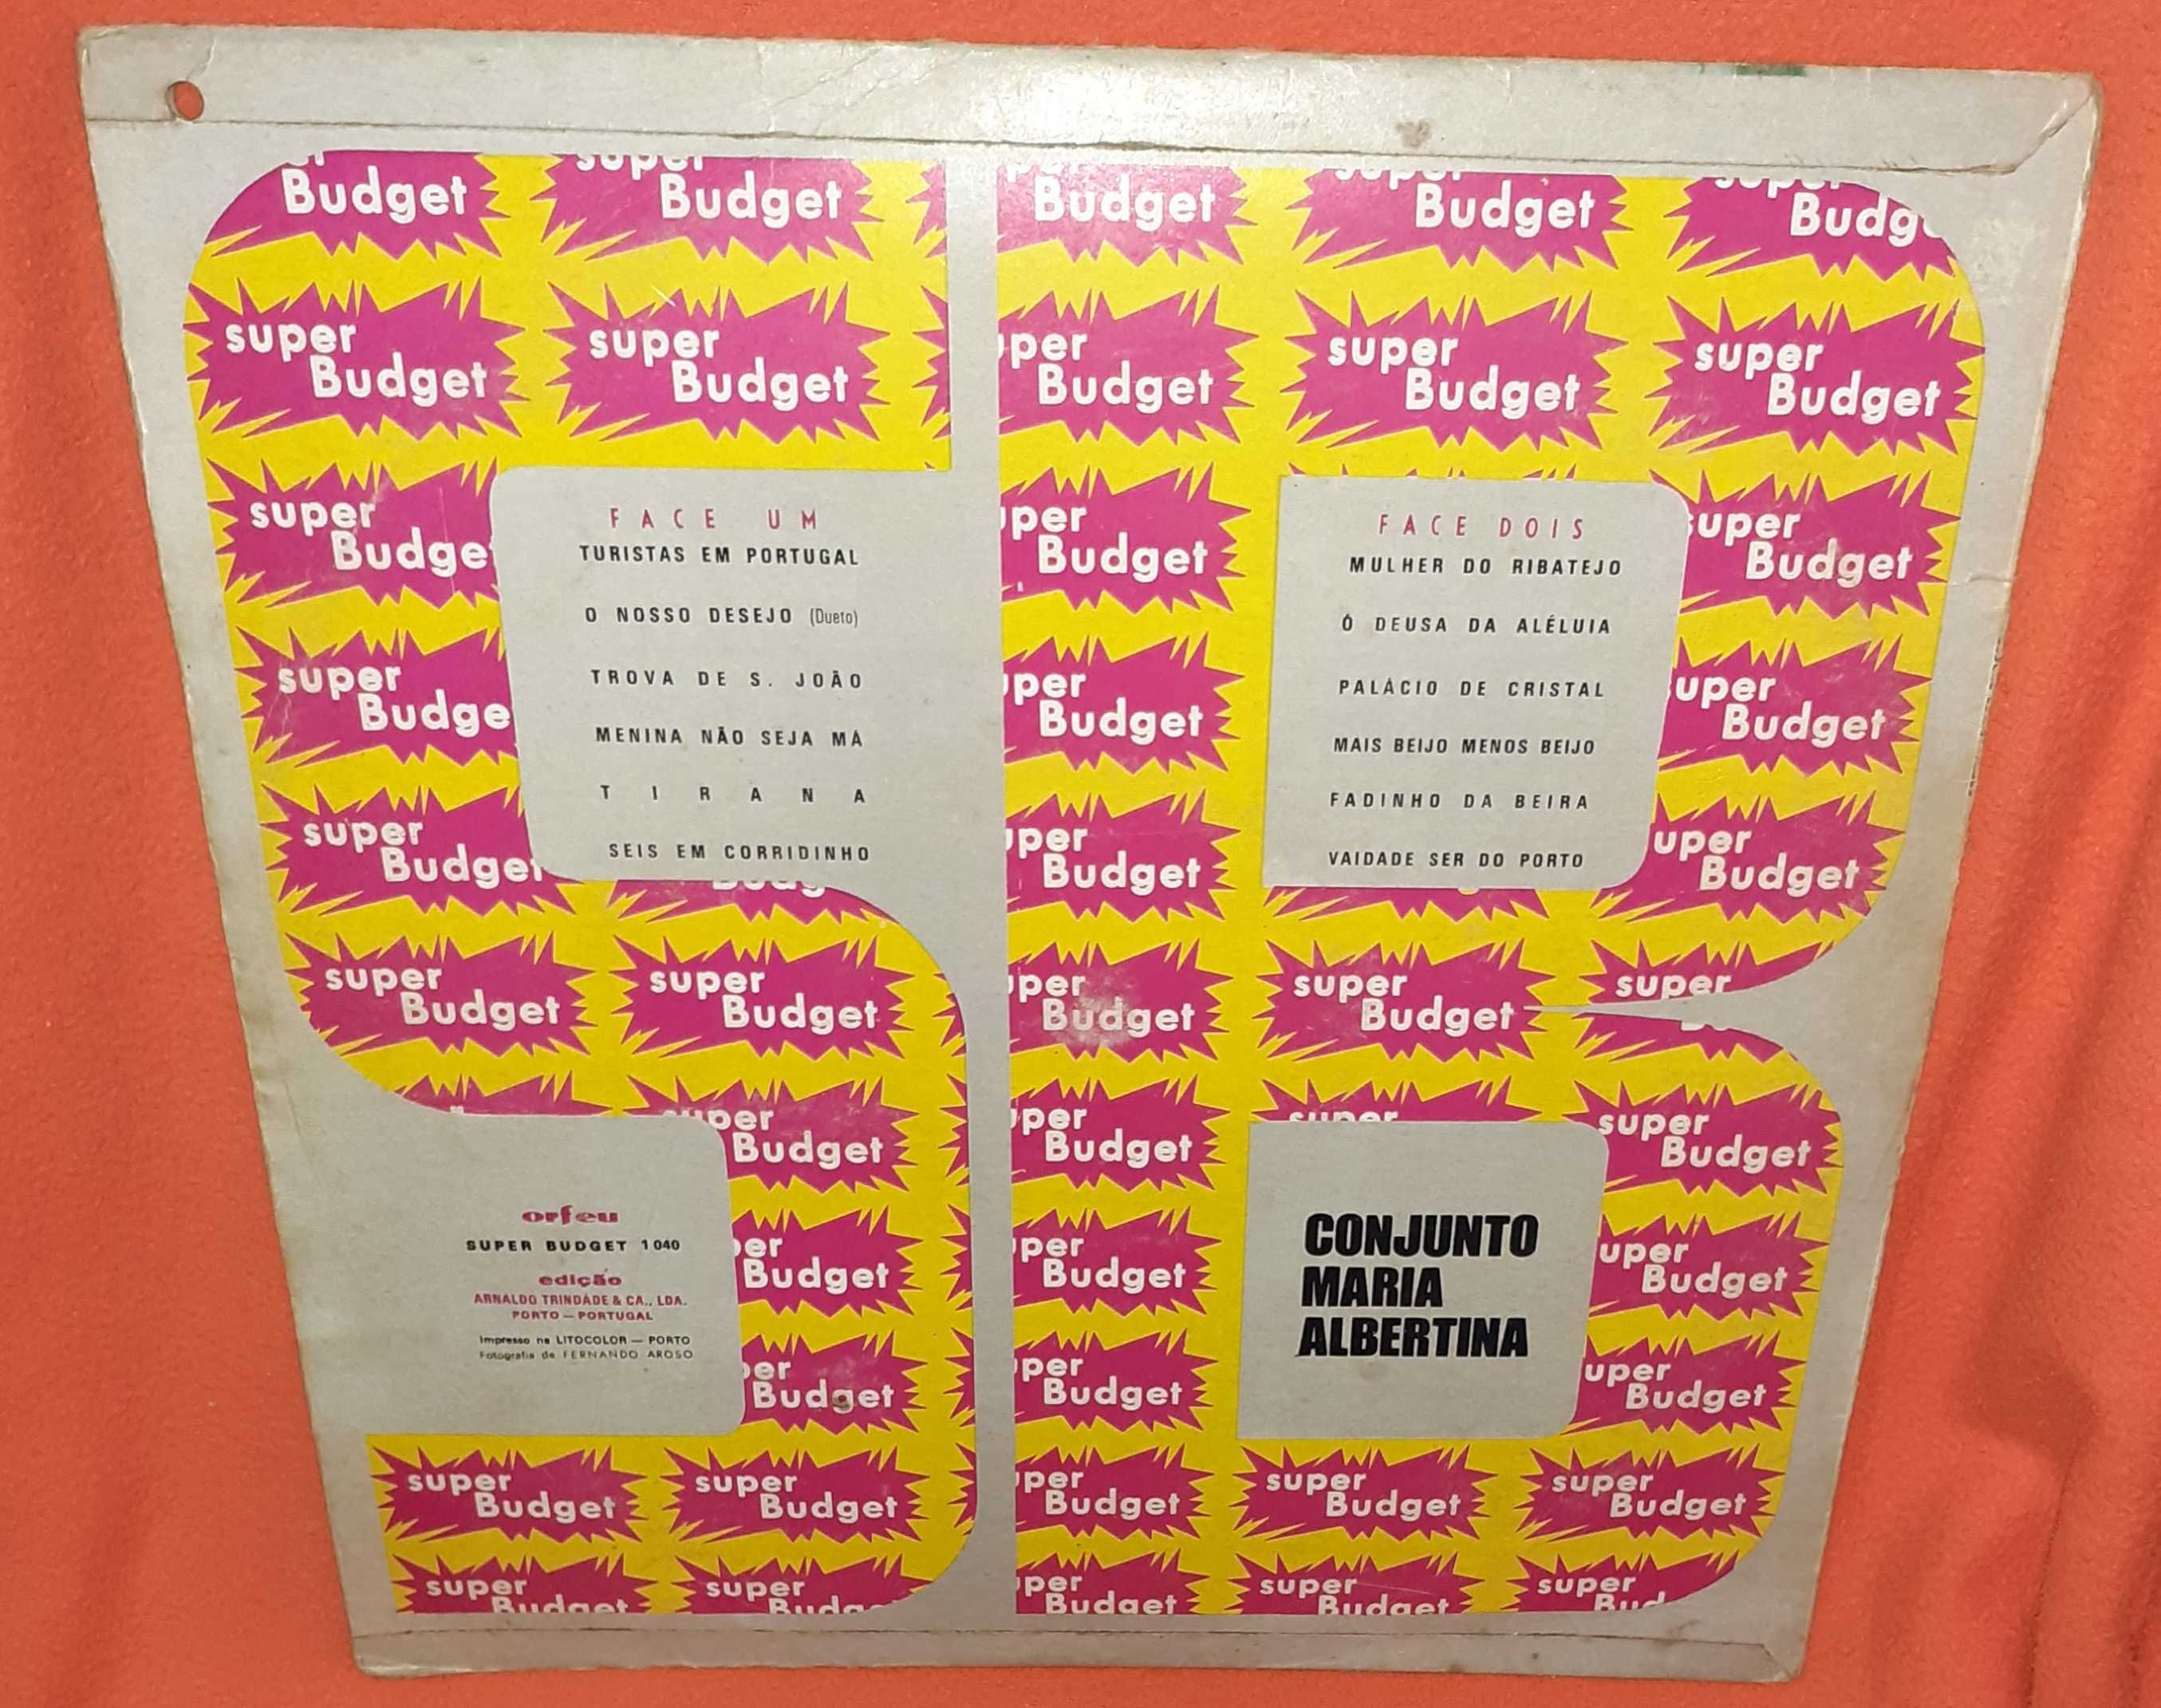 FACE UM
TURISTAS EM PORTUGAL
O NOSSO DESEJO (Dueto)
TROVA DE S. JOÃO
MENINA NÃO SEJA MÁ
TIRANA
SEIS EM CORRIDINHO
FACE DOIS
MULHER DO RIBATEJO
Ó DEUSA DA ALÉLUIA
PALÁCIO DE CRISTAL
MAIS BEIJO MENOS BEIJO
FADINHO DA BEIRA
VAIDADE SER DO PORTO
orfeu
SUPER BUDGET 1040
edição
ARNALDO TRINDADE & CA., LDA.
PORTO — PORTUGAL
Impresso na LITOCOLOR — PORTO
Fotografia de FERNANDO AROSO
CONJUNTO
MARIA
ALBERTINA
super
Budget